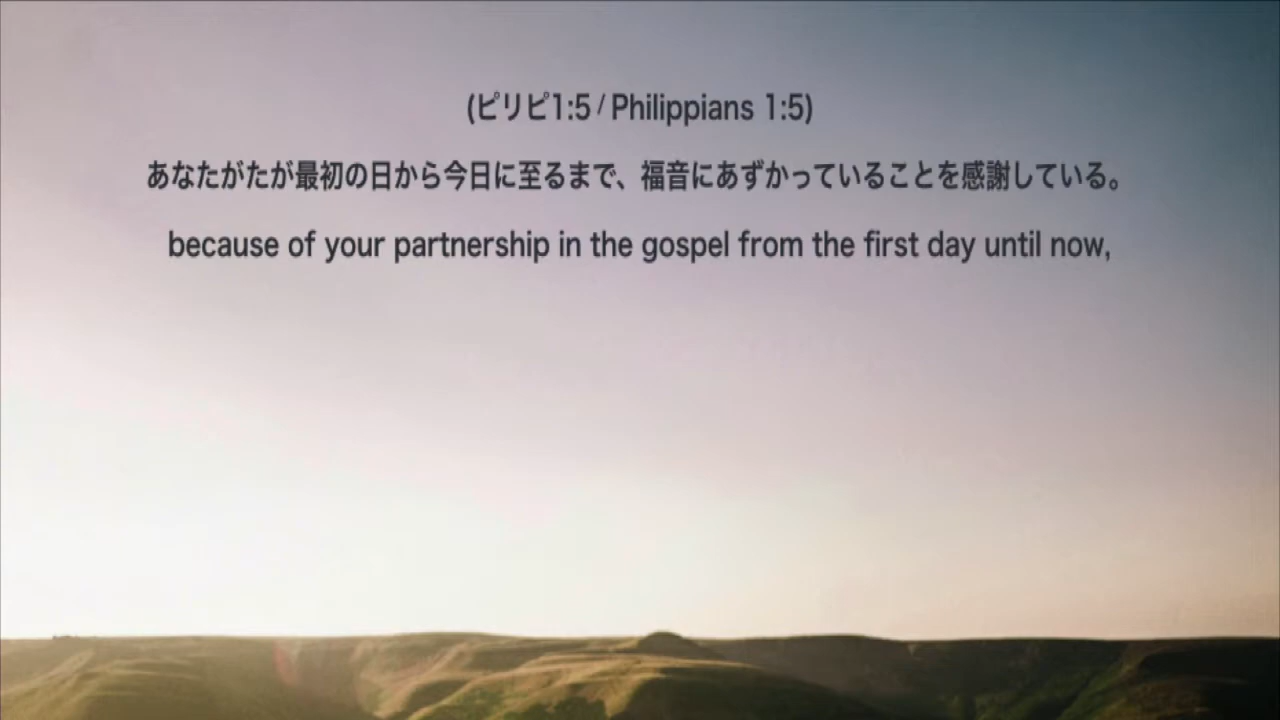 (ピリピ1:5 / Philippians 1:5)
あなたがたが最初の日から今日に至るまで、福音にあずかっていることを感謝している。
because of your partnership in the gospel from the first day until now,